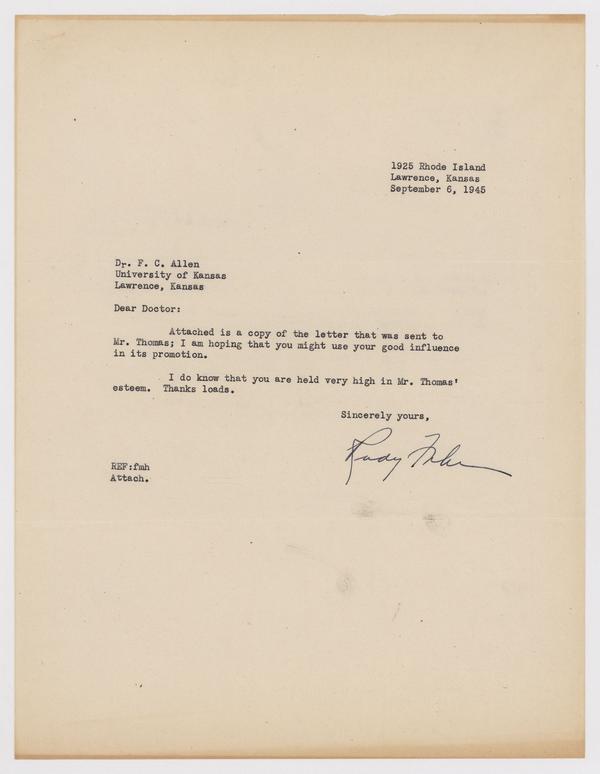 1925 Rhode Island
Lawrence, Kansas
September 6, 1945
Dr. F. C. Allen
University of Kansas
Lawrence, Kansas
Dear Doctor:
Attached is a copy of the letter that was sent to
Mr. Thomas; I am hoping that you might use your good influence
in its promotion.
I do know that you are held very high in Mr. Thomas'
esteem. Thanks loads.
Sincerely yours,
Rudy
REF:fmh
Attach.